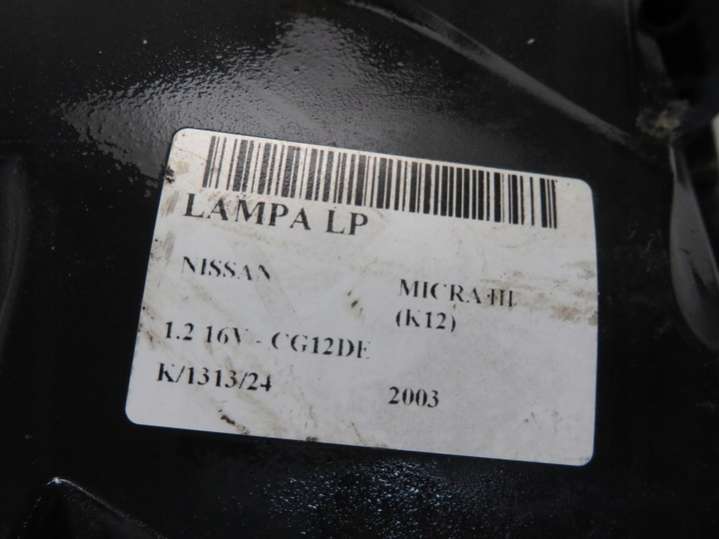 LAMPA LP
NISSAN MICRA III
(K12)
1.2 16V - CG12DE
K/1313/24 2003